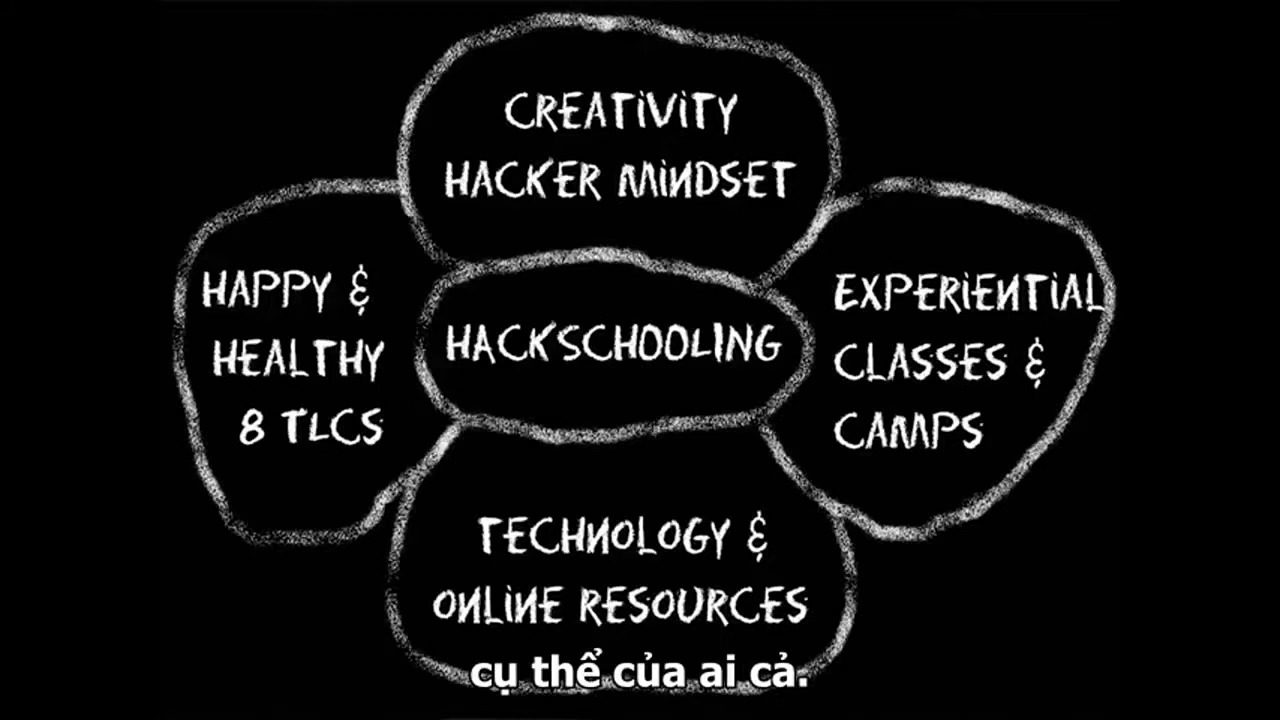 CREATIVITY
HACKER MINDSET
HAPPY &
HEALTHY
8 TLCS
HACKSCHOOLING
EXPERIENTIAL
CLASSES &
CAMPS
TECHNOLOGY &
ONLINE RESOURCES
cụ thể của ai cả.